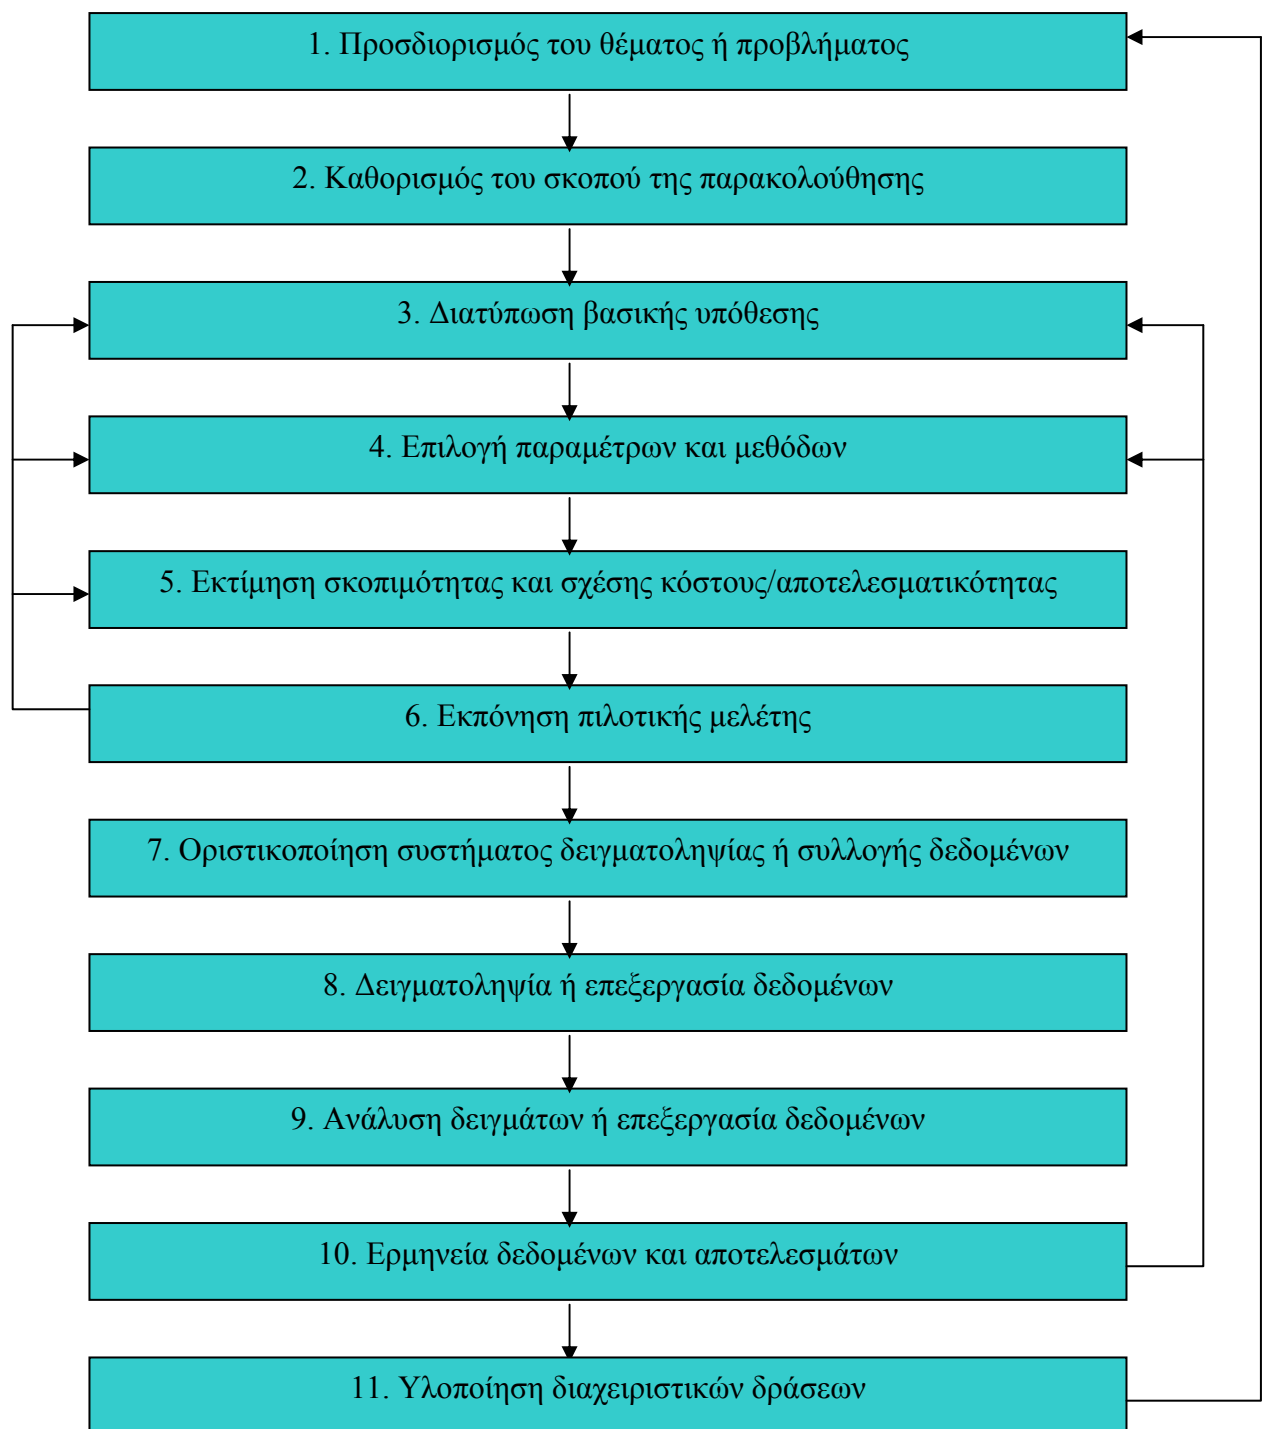 1. Προσδιορισμός του θέματος ή προβλήματος
2. Καθορισμός του σκοπού της παρακολούθησης
3. Διατύπωση βασικής υπόθεσης
4. Επιλογή παραμέτρων και μεθόδων
5. Εκτίμηση σκοπιμότητας και σχέσης κόστους/αποτελεσματικότητας
6. Εκπόνηση πιλοτικής μελέτης
7. Οριστικοποίηση συστήματος δειγματοληψίας ή συλλογής δεδομένων
8. Δειγματοληψία ή επεξεργασία δεδομένων
9. Ανάλυση δειγμάτων ή επεξεργασία δεδομένων
10. Ερμηνεία δεδομένων και αποτελεσμάτων
11. Υλοποίηση διαχειριστικών δράσεων